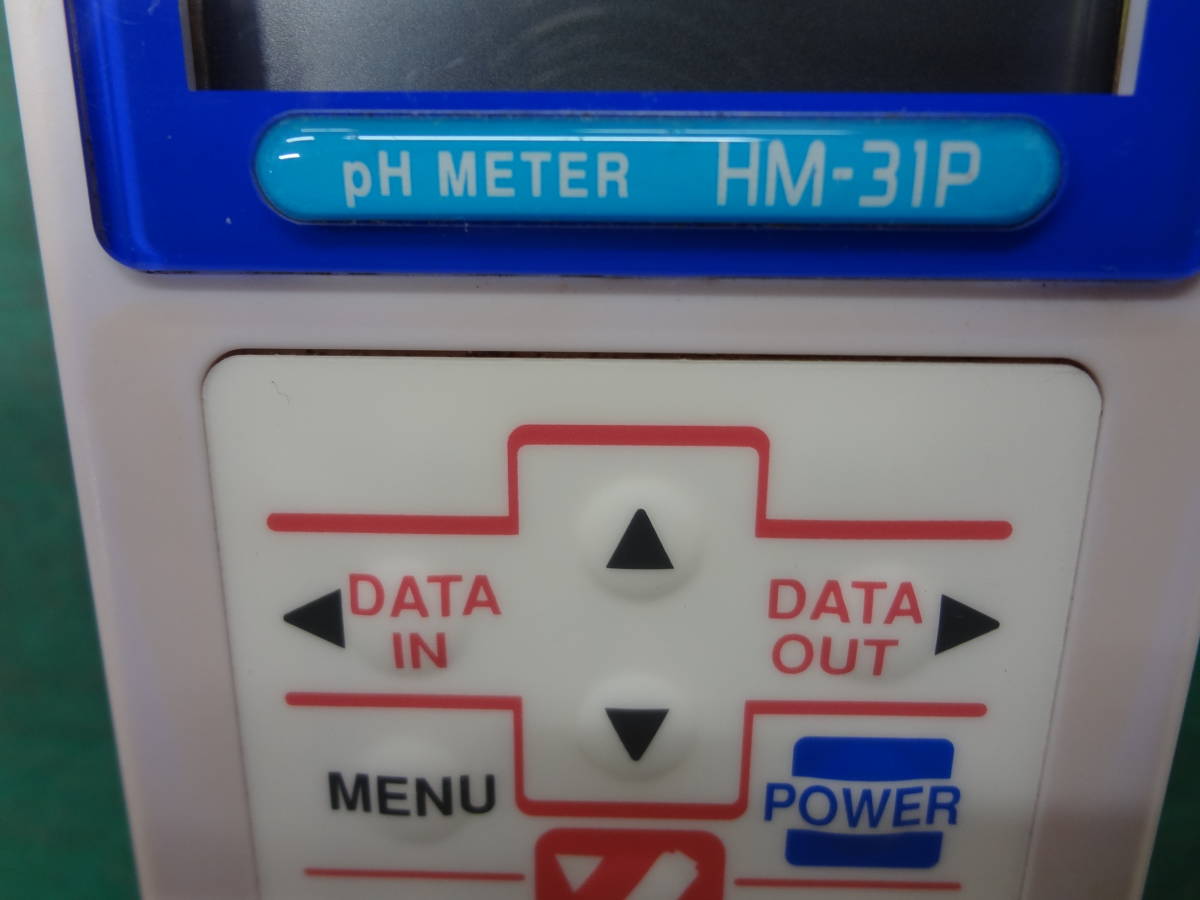 pH METER HM-31P
DATA
IN
DATA
OUT
MENU
POWER